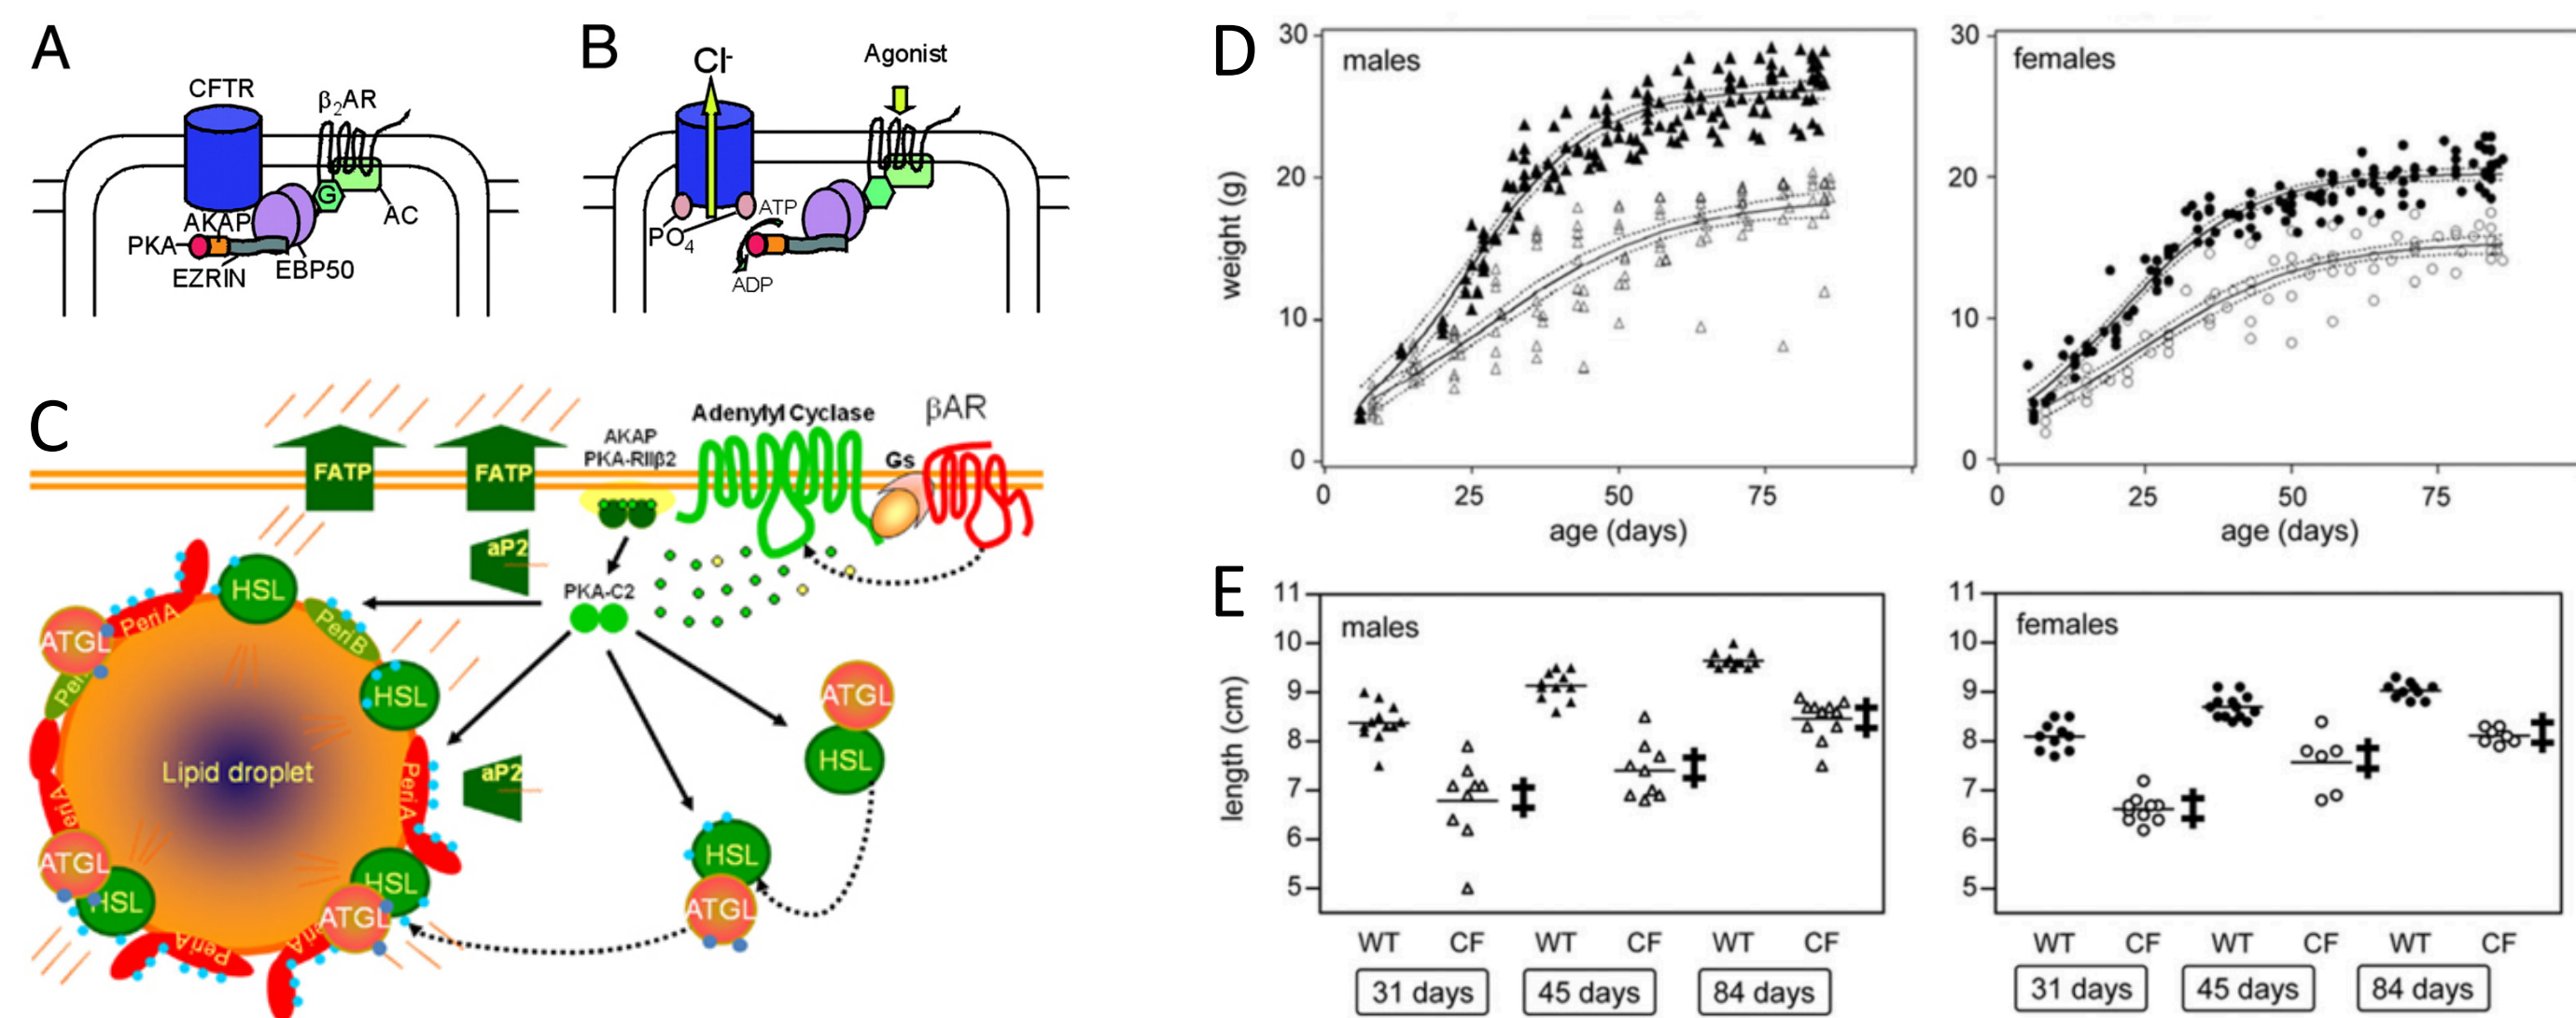 A
CFTR
β2AR
G
AKAP
AC
PKA
EZRIN
EBP50
B
Cl-
Agonist
ATP
PO4
ADP
C
FATP
FATP
AKAP
PKA-RIIβ2
Adenylyl Cyclase
βAR
Gs
aP2
PKA-C2
HSL
PeriA
PeriB
ATGL
Peri
HSL
ATGL
HSL
Lipid droplet
aP2
PeriA
PeriA
HSL
ATGL
ATGL
HSL
HSL
ATGL
PeriA
PeriA
D
males
30
20
10
0
weight (g)
0
25
50
75
age (days)
females
30
20
10
0
0
25
50
75
age (days)
E
males
11
10
9
8
7
6
5
length (cm)
WT
CF
WT
CF
WT
CF
31 days
45 days
84 days
females
11
10
9
8
7
6
5
WT
CF
WT
CF
WT
CF
31 days
45 days
84 days